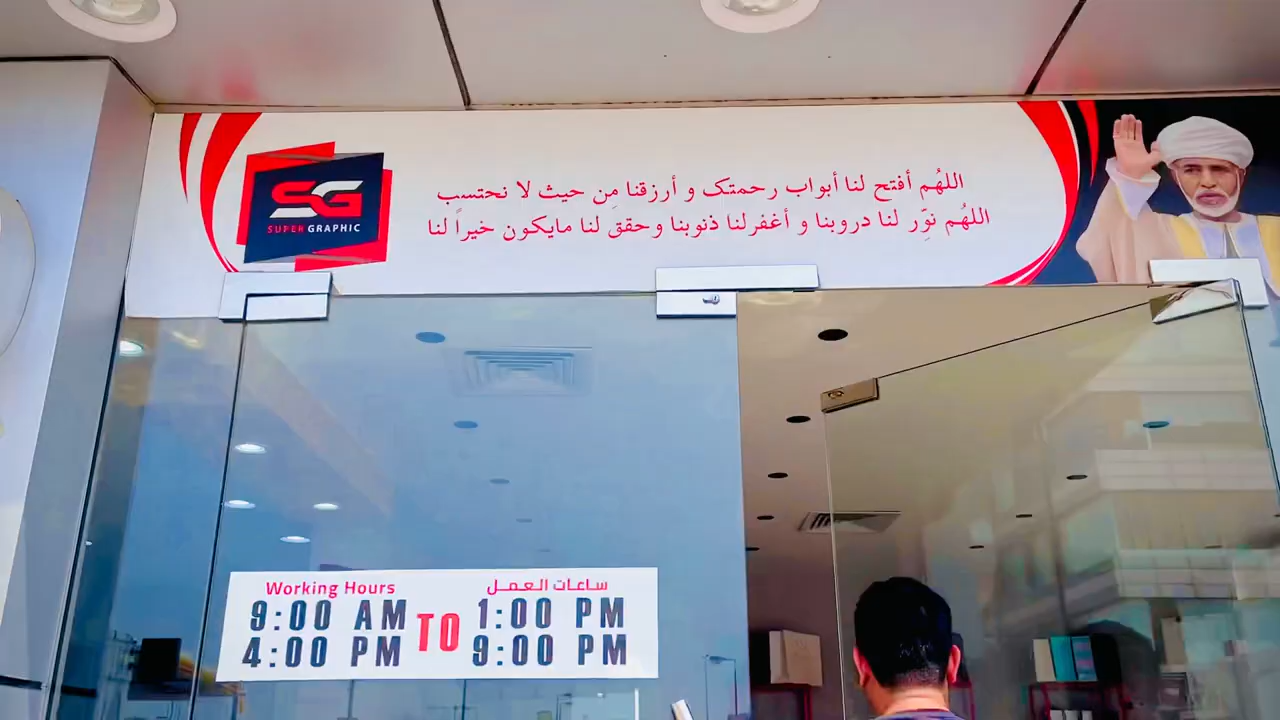 SG
SUPER GRAPHIC
اللهُم أفتح لنا أبواب رحمتك و أرزقنا مِن حيث لا نحتسب
اللهُم نوِّر لنا دروبنا و أغفرلنا ذنوبنا وحقق لنا مايكون خيراً لنا
Working Hours ساعات العمـل
9:00 AM TO 1:00 PM
4:00 PM 9:00 PM